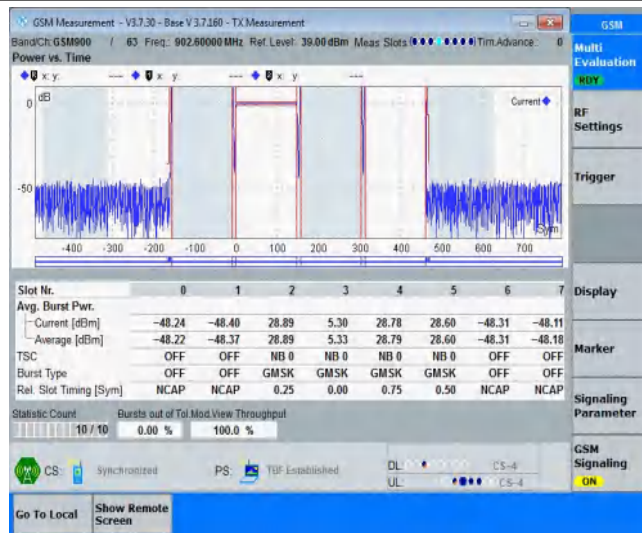 GSM Measurement - V3.7.30 - Base V 3.7.160 - TX Measurement
GSM
Band/Ch: GSM900 / 63 Freq.: 902.60000 MHz Ref. Level: 39.00 dBm Meas Slots Tim.Advance: 0
Power vs. Time
Multi Evaluation
RDY
x: y: --- x: y: --- x: y: ---
dB
Current
0
-50
Sym
-400 -300 -200 -100 0 100 200 300 400 500 600 700
RF Settings
Trigger
Slot Nr. 0 1 2 3 4 5 6 7
Avg. Burst Pwr.
Current [dBm] -48.24 -48.40 28.89 5.30 28.78 28.60 -48.31 -48.11
Average [dBm] -48.22 -48.37 28.89 5.33 28.79 28.60 -48.31 -48.18
TSC OFF OFF NB 0 NB 0 NB 0 NB 0 OFF OFF
Burst Type OFF OFF GMSK GMSK GMSK GMSK OFF OFF
Rel. Slot Timing [Sym] NCAP NCAP 0.25 0.00 0.75 0.50 NCAP NCAP
Display
Marker
Signaling Parameter
Statistic Count Bursts out of Tol. Mod.View Throughput
10 / 10 0.00 % 100.0 %
CS: Synchronized PS: TBF Established DL: CS-4
UL: CS-4
GSM Signaling
ON
Go To Local Show Remote Screen